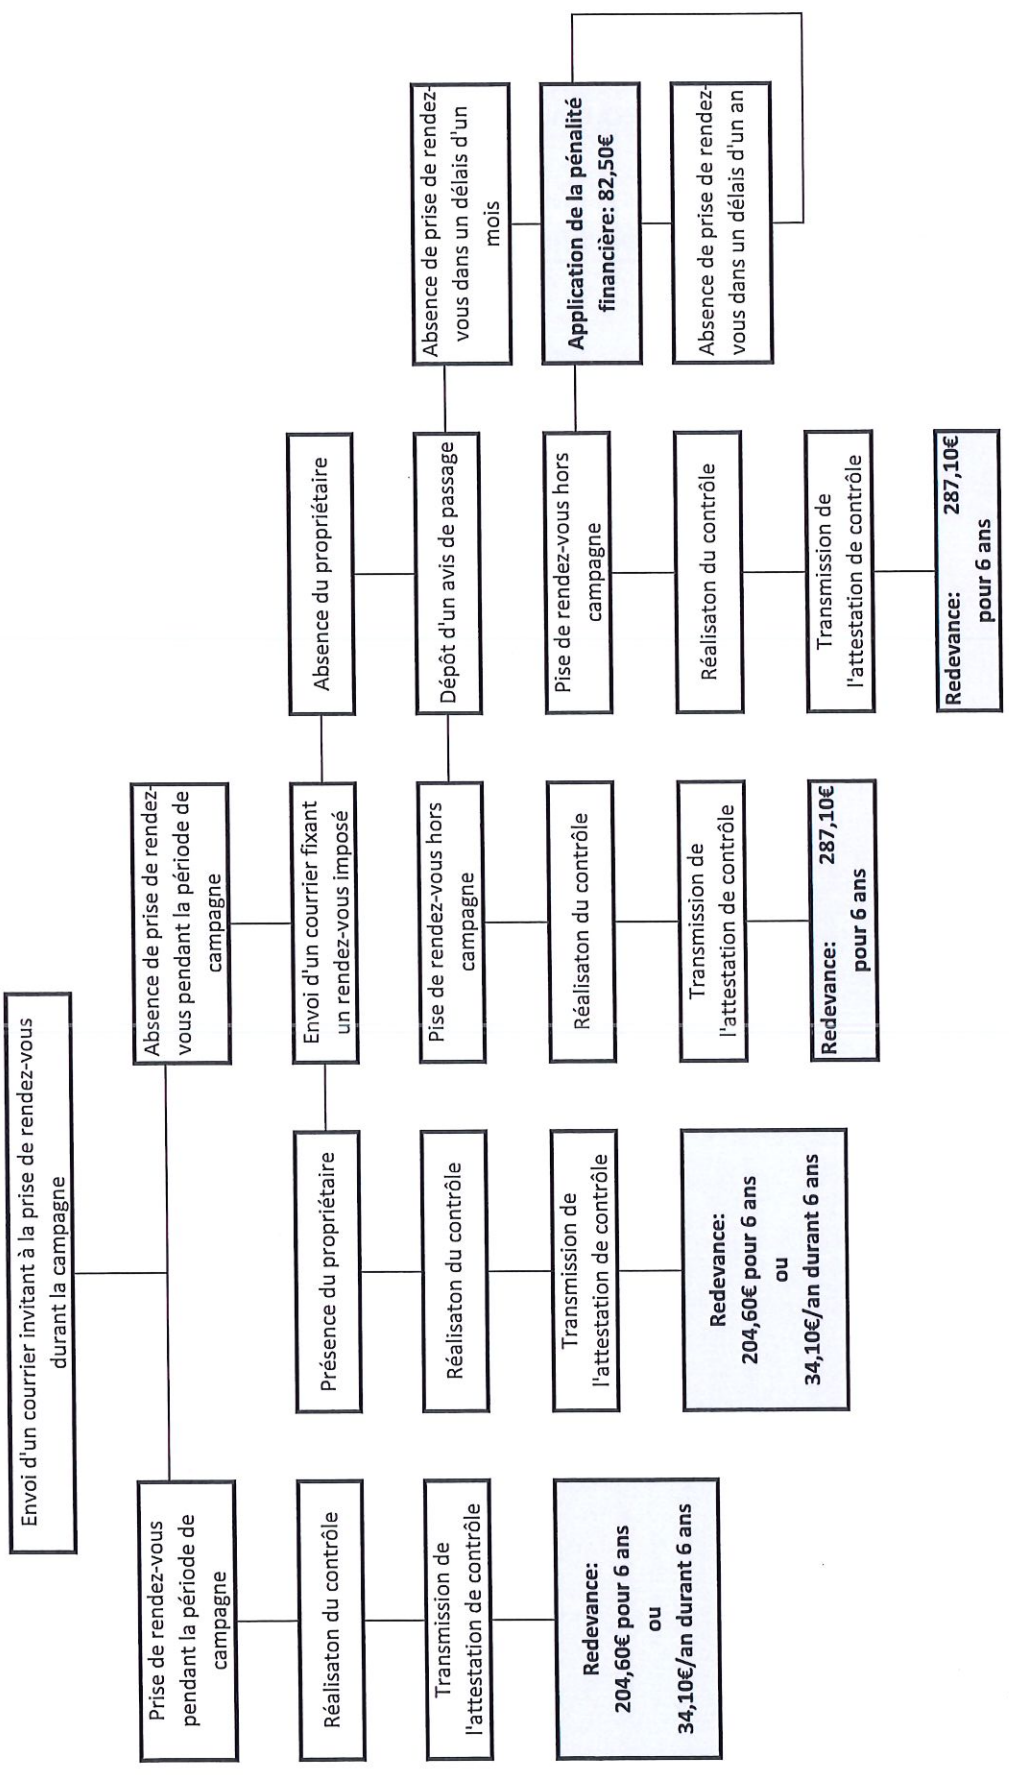 Envoi d'un courrier invitant à la prise de rendez-vous
durant la campagne
Prise de rendez-vous
pendant la période de
campagne
Réalisaton du contrôle
Transmission de
l'attestation de contrôle
Redevance:
204,60€ pour 6 ans
ou
34,10€/an durant 6 ans
Absence de prise de rendez-
vous pendant la période de
campagne
Envoi d'un courrier fixant
un rendez-vous imposé
Présence du propriétaire
Réalisaton du contrôle
Transmission de
l'attestation de contrôle
Redevance:
204,60€ pour 6 ans
ou
34,10€/an durant 6 ans
Absence du propriétaire
Dépôt d'un avis de passage
Pise de rendez-vous hors
campagne
Réalisaton du contrôle
Transmission de
l'attestation de contrôle
Redevance: 287,10€
pour 6 ans
Absence de prise de rendez-
vous dans un délais d'un
mois
Application de la pénalité
financière: 82,50€
Pise de rendez-vous hors
campagne
Réalisaton du contrôle
Transmission de
l'attestation de contrôle
Redevance: 287,10€
pour 6 ans
Absence de prise de rendez-
vous dans un délais d'un an